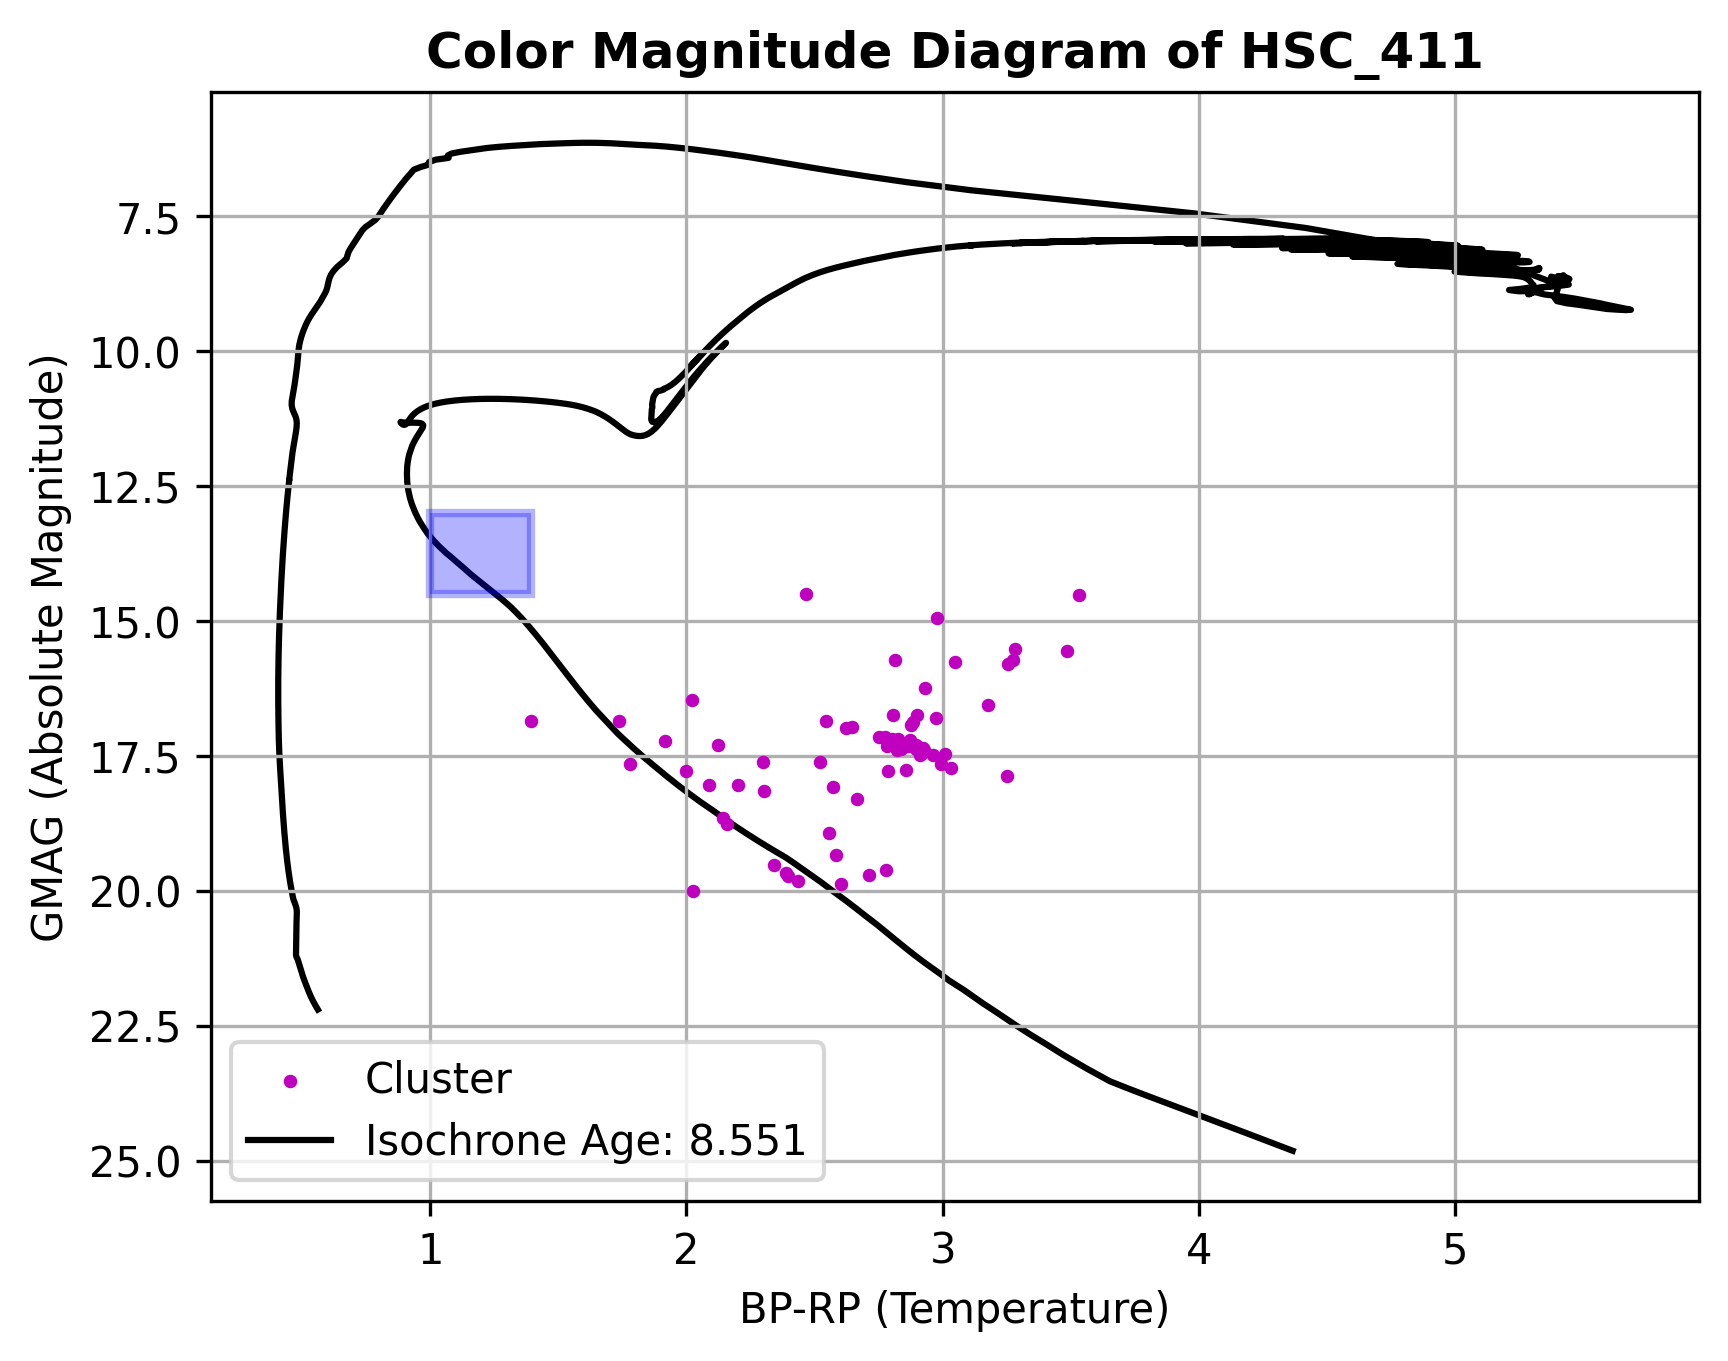 Color Magnitude Diagram of HSC_411
GMAG (Absolute Magnitude)
7.5
10.0
12.5
15.0
17.5
20.0
22.5
25.0
Cluster
Isochrone Age: 8.551
1 2 3 4 5
BP-RP (Temperature)